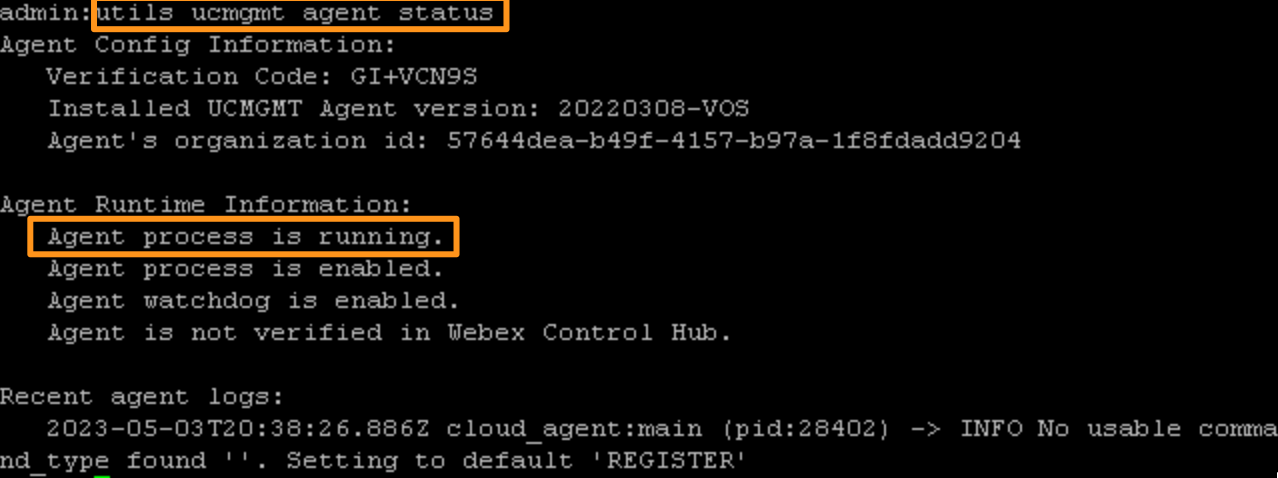 admin:utils ucmgmt agent status
Agent Config Information:
Verification Code: GI+VCN9S
Installed UCMGMT Agent version: 20220308-VOS
Agent's organization id: 57644dea-b49f-4157-b97a-1f8fdadd9204
Agent Runtime Information:
Agent process is running.
Agent process is enabled.
Agent watchdog is enabled.
Agent is not verified in Webex Control Hub.
Recent agent logs:
2023-05-03T20:38:26.886Z cloud_agent:main (pid:28402) -> INFO No usable comma
nd_type found ''. Setting to default 'REGISTER'